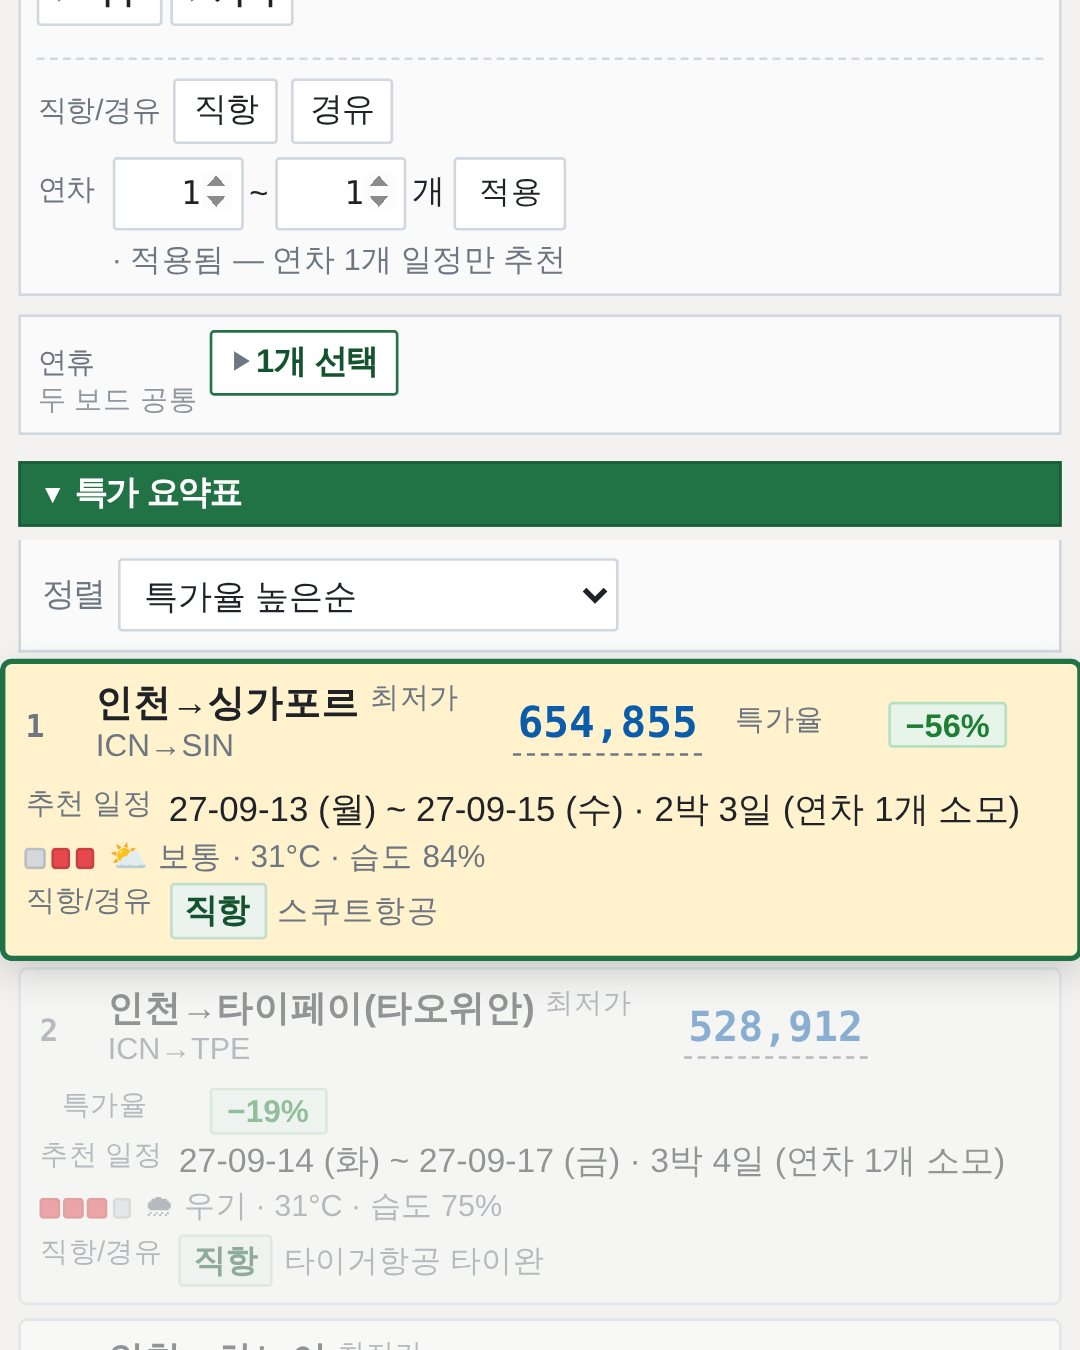 직항/경유 직항 경유
연차 1 ~ 1 개 적용
· 적용됨 — 연차 1개 일정만 추천
연휴 ▶ 1개 선택
두 보드 공통
▼ 특가 요약표
정렬 특가율 높은순
1 인천→싱가포르 최저가 654,855 특가율 −56%
ICN→SIN
추천 일정 27-09-13 (월) ~ 27-09-15 (수) · 2박 3일 (연차 1개 소모)
⛅ 보통 · 31°C · 습도 84%
직항/경유 직항 스쿠트항공
2 인천→타이페이(타오위안) 최저가 528,912
ICN→TPE
특가율 −19%
추천 일정 27-09-14 (화) ~ 27-09-17 (금) · 3박 4일 (연차 1개 소모)
🌧 우기 · 31°C · 습도 75%
직항/경유 직항 타이거항공 타이완